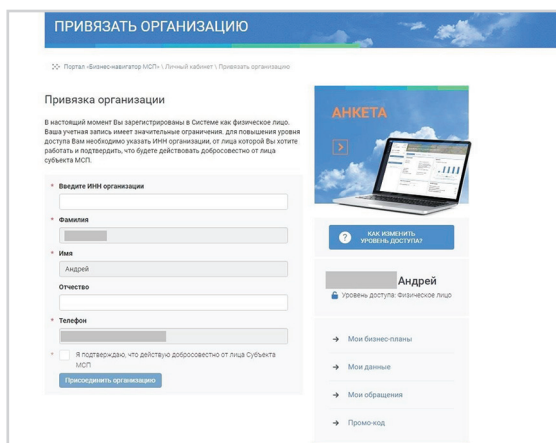 ПРИВЯЗАТЬ ОРГАНИЗАЦИЮ
Портал «Бизнес-навигатор МСП» \ Личный кабинет \ Привязать организацию
Привязка организации
В настоящий момент Вы зарегистрированы в Системе как физическое лицо.
Ваша учетная запись имеет значительные ограничения. для повышения уровня
доступа Вам необходимо указать ИНН организации, от лица которой Вы хотите
работать и подтвердить, что будете действовать добросовестно от лица
субъекта МСП.
* Введите ИНН организации
* Фамилия
* Имя
Андрей
Отчество
* Телефон
* Я подтверждаю, что действую добросовестно от лица Субъекта
МСП
Присоединить организацию
АНКЕТА
? КАК ИЗМЕНИТЬ
УРОВЕНЬ ДОСТУПА?
Андрей
Уровень доступа: Физическое лицо
Мои бизнес-планы
Мои данные
Мои обращения
Промо-код